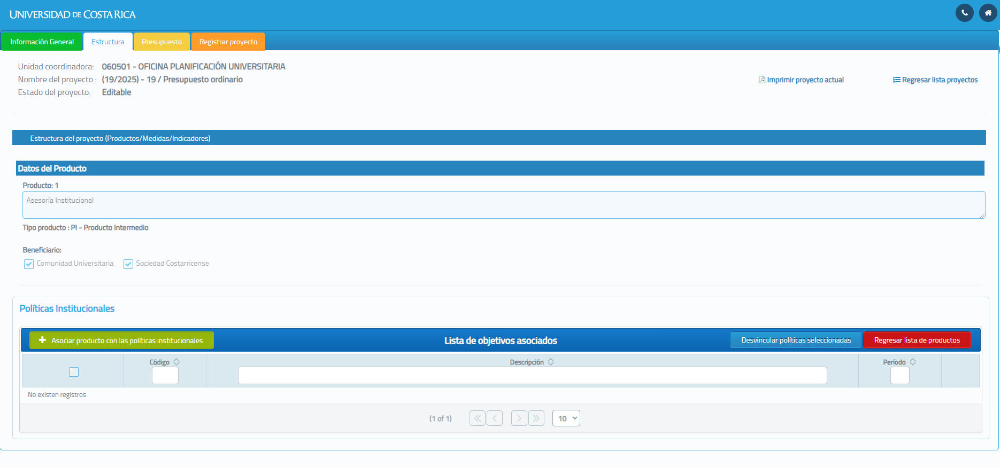 UNIVERSIDAD DE COSTA RICA
Información General
Estructura
Presupuesto
Registrar proyecto
Unidad coordinadora: 060501 - OFICINA PLANIFICACIÓN UNIVERSITARIA
Nombre del proyecto : (19/2025) - 19 / Presupuesto ordinario
Estado del proyecto: Editable
Imprimir proyecto actual
Regresar lista proyectos
Estructura del proyecto (Productos/Medidas/Indicadores)
Datos del Producto
Producto: 1
Asesoría Institucional
Tipo producto : PI - Producto Intermedio
Beneficiario:
Comunidad Universitaria
Sociedad Costarricense
Políticas Institucionales
Asociar producto con las políticas institucionales
Lista de objetivos asociados
Desvincular políticas seleccionadas
Regresar lista de productos
Código
Descripción
Período
No existen registros
(1 of 1)
10